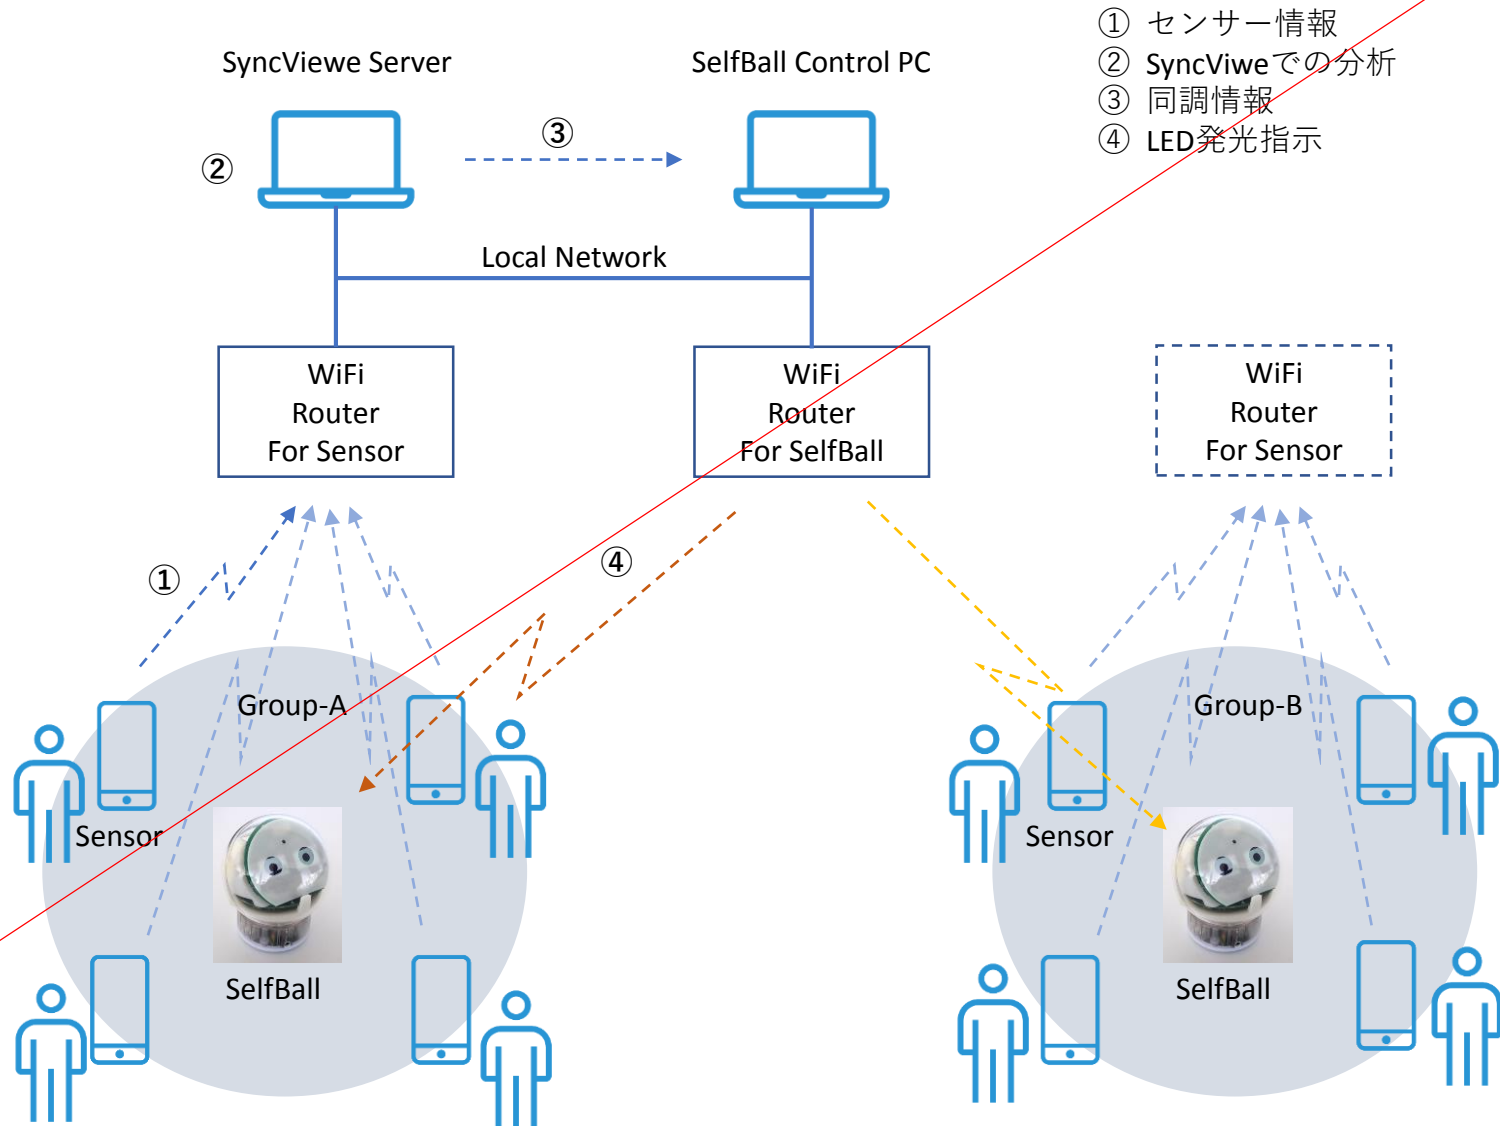 ① センサー情報
② SyncViweでの分析
③ 同調情報
④ LED発光指示
SyncViewe Server
SelfBall Control PC
③
②
Local Network
WiFi
Router
For Sensor
WiFi
Router
For SelfBall
WiFi
Router
For Sensor
①
④
Group-A
Group-B
Sensor
Sensor
SelfBall
SelfBall